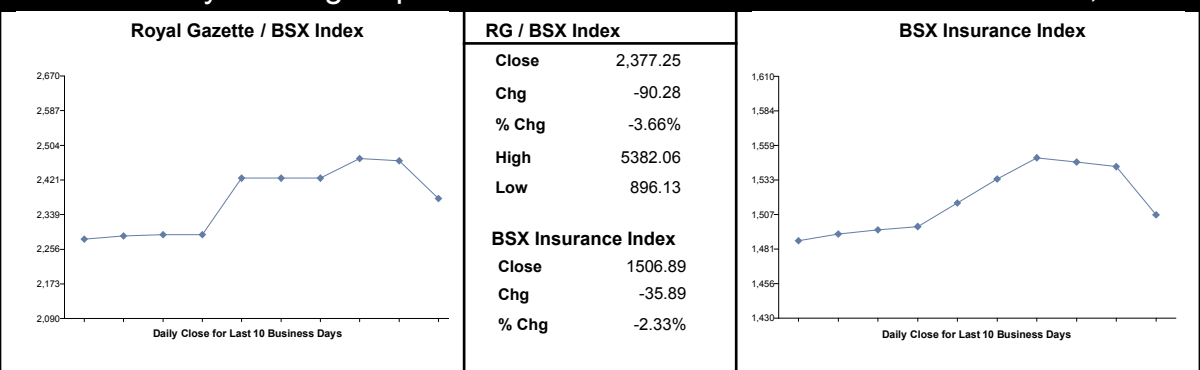 Royal Gazette / BSX Index
2,670
2,587
2,504
2,421
2,339
2,256
2,173
2,090
Daily Close for Last 10 Business Days
RG / BSX Index
Close 2,377.25
Chg -90.28
% Chg -3.66%
High 5382.06
Low 896.13
BSX Insurance Index
Close 1506.89
Chg -35.89
% Chg -2.33%
BSX Insurance Index
1,610
1,584
1,559
1,533
1,507
1,481
1,456
1,430
Daily Close for Last 10 Business Days